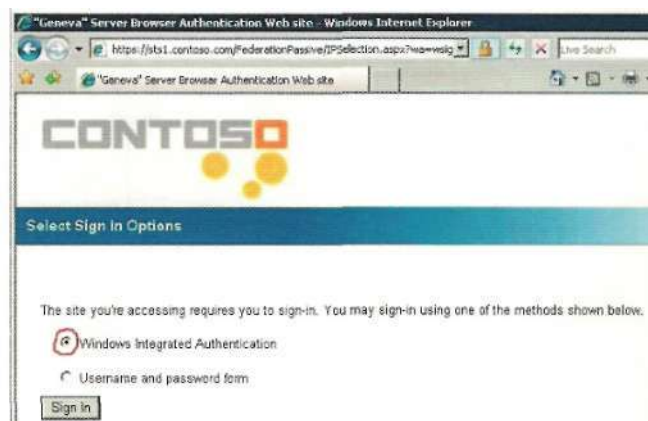 "Geneva" Server Browser Authentication Web site - Windows Internet Explorer
https://sts1.contoso.com/FederationPassive/IPSelection.aspx?wa=wsig
Live Search
"Geneva" Server Browser Authentication Web site
CONTOSO
Select Sign In Options
The site you're accessing requires you to sign-in. You may sign-in using one of the methods shown below.
Windows Integrated Authentication
Username and password form
Sign In